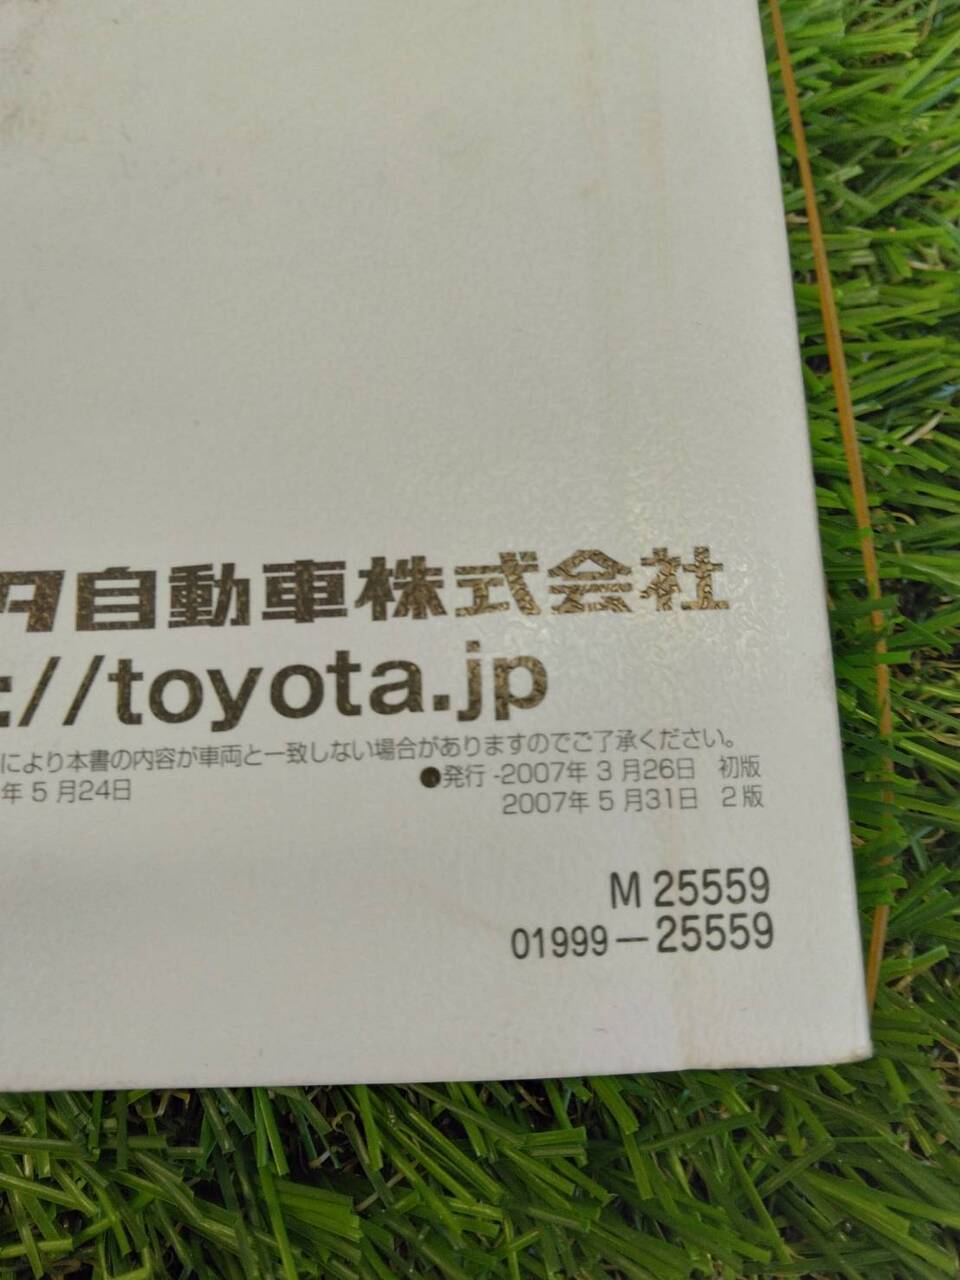 タ自動車株式会社
://toyota.jp
により本書の内容が車両と一致しない場合がありますのでご了承ください。
年 5 月24日
●発行 -2007年 3 月26日 初版
2007年 5 月31日 2 版
M 25559
01999－25559